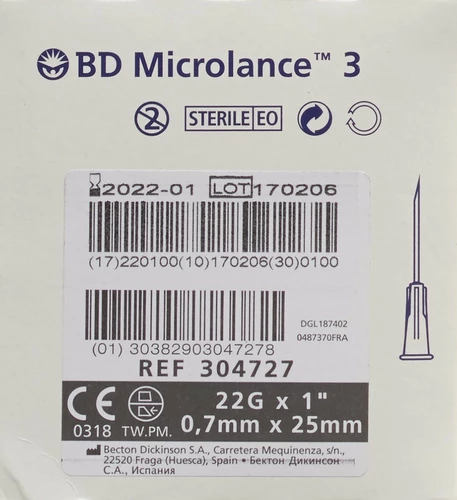 BD Microlance™ 3
2
STERILE EO
2022-01 LOT 170206
(17)220100(10)170206(30)0100
DGL187402
0487370FRA
(01) 30382903047278
REF 304727
CE
0318
TW.PM.
22G x 1"
0,7mm x 25mm
Becton Dickinson S.A., Carretera Mequinenza, s/n.,
22520 Fraga (Huesca), Spain • Бектон Дикинсон
С.А., Испания